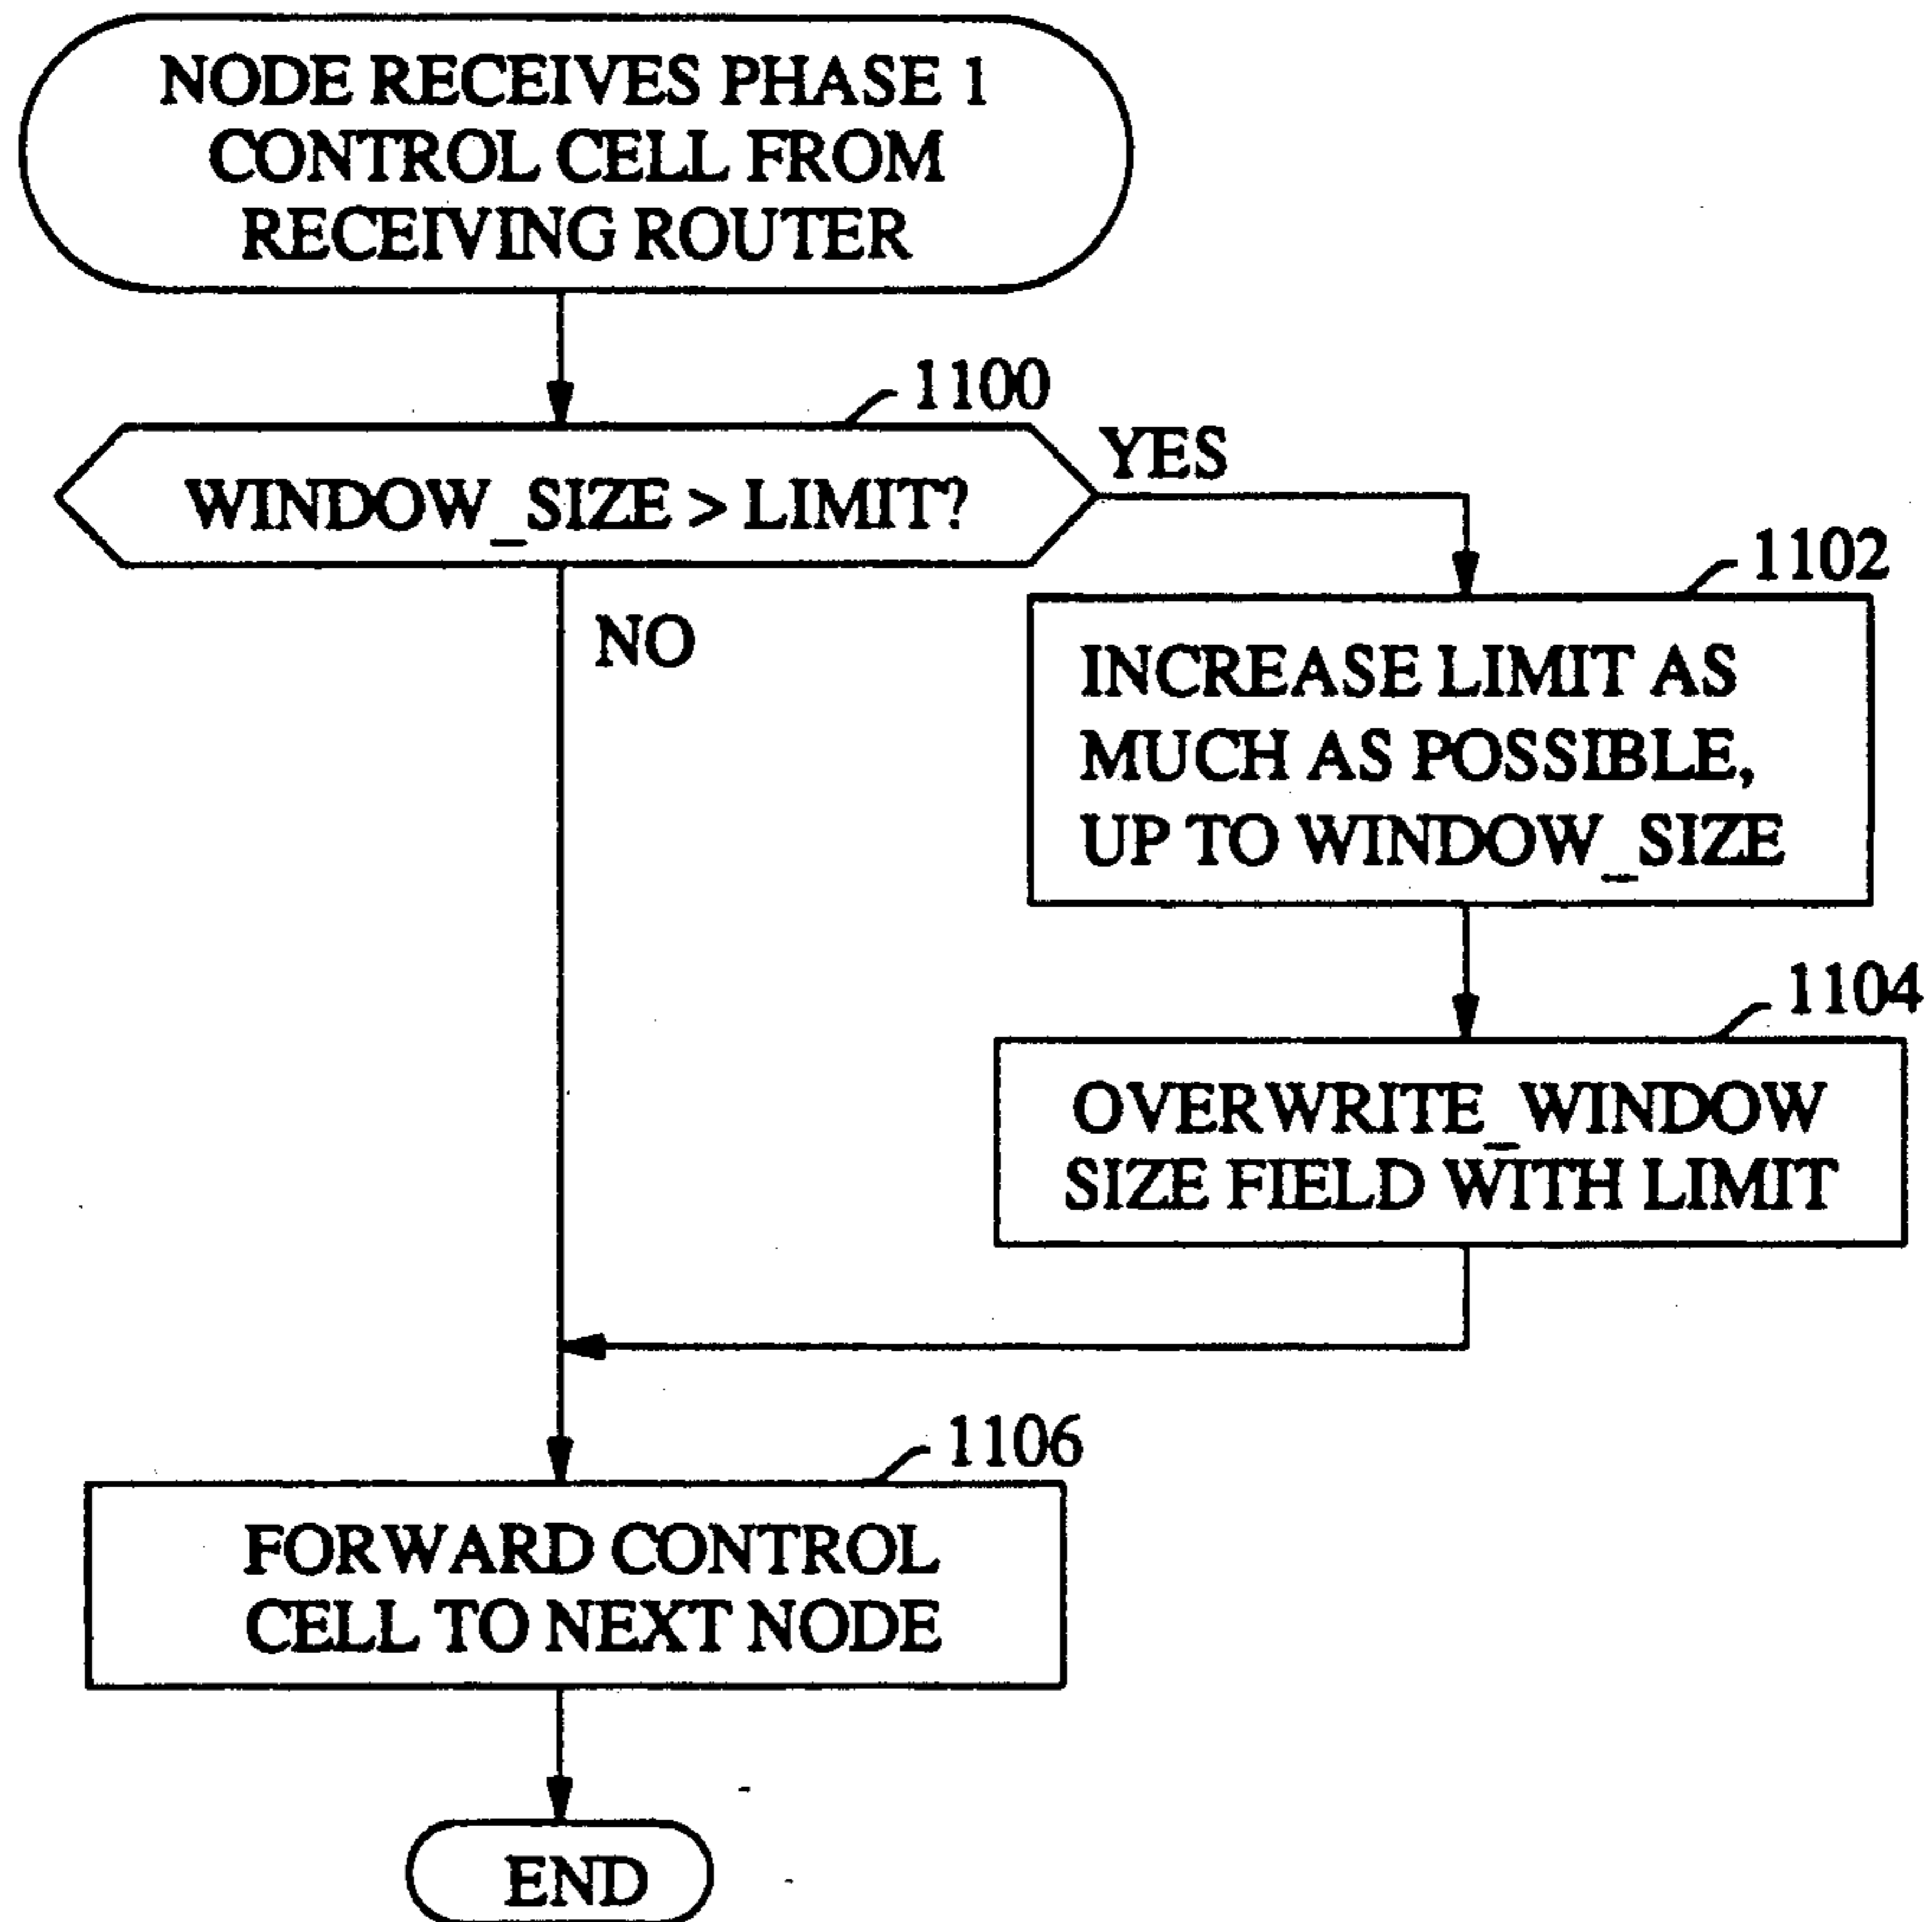 NODE RECEIVES PHASE 1
CONTROL CELL FROM
RECEIVING ROUTER
1100
WINDOW_SIZE > LIMIT?
YES
NO
1102
INCREASE LIMIT AS
MUCH AS POSSIBLE,
UP TO WINDOW_SIZE
1104
OVERWRITE_WINDOW
SIZE FIELD WITH LIMIT
1106
FORWARD CONTROL
CELL TO NEXT NODE
END